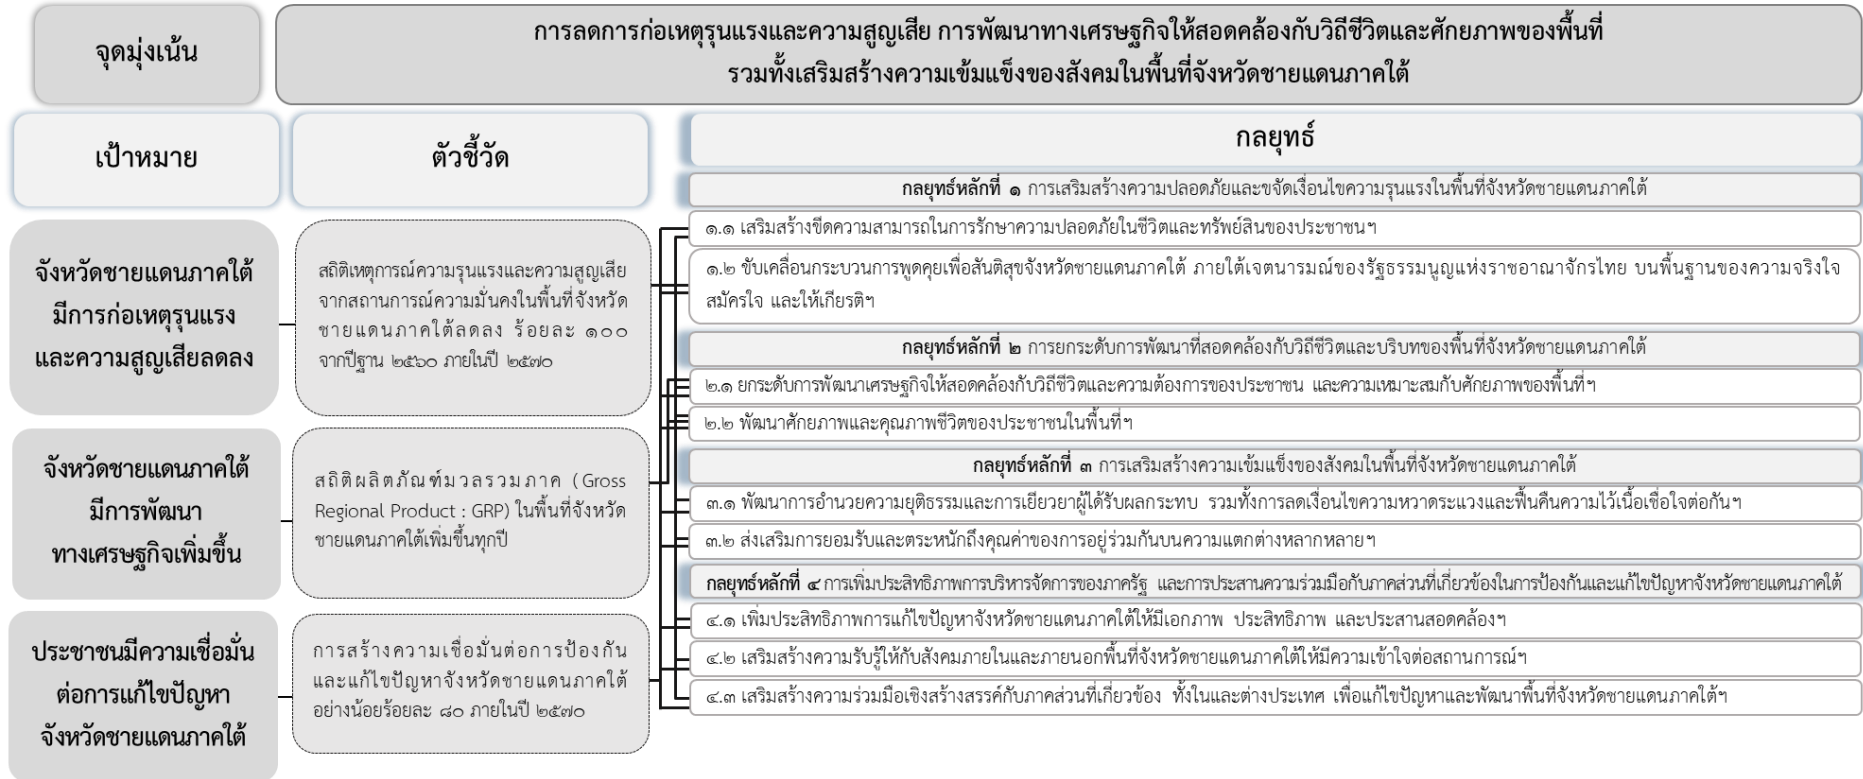 จุดมุ่งเน้น
การลดการก่อเหตุรุนแรงและความสูญเสีย การพัฒนาทางเศรษฐกิจให้สอดคล้องกับวิถีชีวิตและศักยภาพของพื้นที่
รวมทั้งเสริมสร้างความเข้มแข็งของสังคมในพื้นที่จังหวัดชายแดนภาคใต้
เป้าหมาย
ตัวชี้วัด
กลยุทธ์
จังหวัดชายแดนภาคใต้
มีการก่อเหตุรุนแรง
และความสูญเสียลดลง
สถิติเหตุการณ์ความรุนแรงและความสูญเสีย
จากสถานการณ์ความมั่นคงในพื้นที่จังหวัด
ชายแดนภาคใต้ลดลง ร้อยละ ๑๐๐
จากปีฐาน ๒๕๖๐ ภายในปี ๒๕๗๐
จังหวัดชายแดนภาคใต้
มีการพัฒนา
ทางเศรษฐกิจเพิ่มขึ้น
สถิติผลิตภัณฑ์มวลรวมภาค (Gross
Regional Product : GRP) ในพื้นที่จังหวัด
ชายแดนภาคใต้เพิ่มขึ้นทุกปี
ประชาชนมีความเชื่อมั่น
ต่อการแก้ไขปัญหา
จังหวัดชายแดนภาคใต้
การสร้างความเชื่อมั่นต่อการป้องกัน
และแก้ไขปัญหาจังหวัดชายแดนภาคใต้
อย่างน้อยร้อยละ ๘๐ ภายในปี ๒๕๗๐
กลยุทธ์หลักที่ ๑ การเสริมสร้างความปลอดภัยและขจัดเงื่อนไขความรุนแรงในพื้นที่จังหวัดชายแดนภาคใต้
๑.๑ เสริมสร้างขีดความสามารถในการรักษาความปลอดภัยในชีวิตและทรัพย์สินของประชาชนฯ
๑.๒ ขับเคลื่อนกระบวนการพูดคุยเพื่อสันติสุขจังหวัดชายแดนภาคใต้ ภายใต้เจตนารมณ์ของรัฐธรรมนูญแห่งราชอาณาจักรไทย บนพื้นฐานของความจริงใจ
สมัครใจ และให้เกียรติฯ
กลยุทธ์หลักที่ ๒ การยกระดับการพัฒนาที่สอดคล้องกับวิถีชีวิตและบริบทของพื้นที่จังหวัดชายแดนภาคใต้
๒.๑ ยกระดับการพัฒนาเศรษฐกิจให้สอดคล้องกับวิถีชีวิตและความต้องการของประชาชน และความเหมาะสมกับศักยภาพของพื้นที่ฯ
๒.๒ พัฒนาศักยภาพและคุณภาพชีวิตของประชาชนในพื้นที่ฯ
กลยุทธ์หลักที่ ๓ การเสริมสร้างความเข้มแข็งของสังคมในพื้นที่จังหวัดชายแดนภาคใต้
๓.๑ พัฒนาการอำนวยความยุติธรรมและการเยียวยาผู้ได้รับผลกระทบ รวมทั้งการลดเงื่อนไขความหวาดระแวงและฟื้นคืนความไว้เนื้อเชื่อใจต่อกันฯ
๓.๒ ส่งเสริมการยอมรับและตระหนักถึงคุณค่าของการอยู่ร่วมกันบนความแตกต่างหลากหลายฯ
กลยุทธ์หลักที่ ๔ การเพิ่มประสิทธิภาพการบริหารจัดการของภาครัฐ และการประสานความร่วมมือกับภาคส่วนที่เกี่ยวข้องในการป้องกันและแก้ไขปัญหาจังหวัดชายแดนภาคใต้
๔.๑ เพิ่มประสิทธิภาพการแก้ไขปัญหาจังหวัดชายแดนภาคใต้ให้มีเอกภาพ ประสิทธิภาพ และประสานสอดคล้องฯ
๔.๒ เสริมสร้างความรับรู้ให้กับสังคมภายในและภายนอกพื้นที่จังหวัดชายแดนภาคใต้ให้มีความเข้าใจต่อสถานการณ์ฯ
๔.๓ เสริมสร้างความร่วมมือเชิงสร้างสรรค์กับภาคส่วนที่เกี่ยวข้อง ทั้งในและต่างประเทศ เพื่อแก้ไขปัญหาและพัฒนาพื้นที่จังหวัดชายแดนภาคใต้ฯ